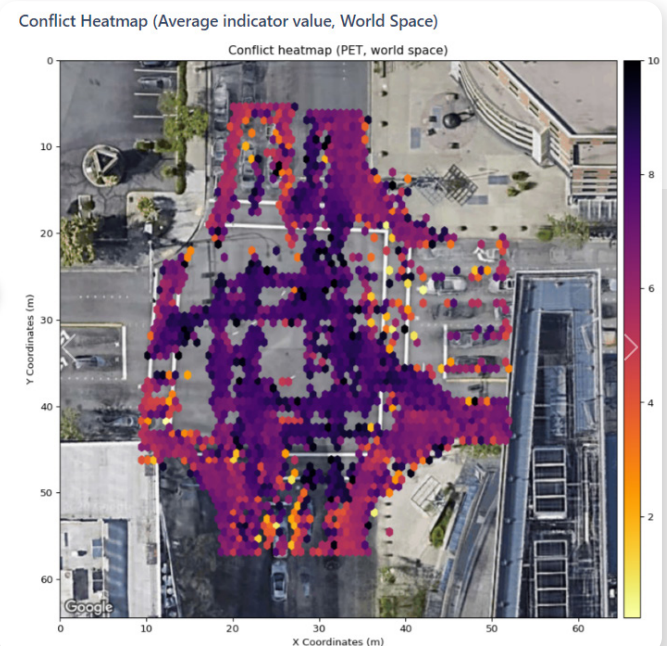 Conflict Heatmap (Average indicator value, World Space)
Conflict heatmap (PET, world space)
0
10
20
30
40
50
60
Y Coordinates (m)
0 10 20 30 40 50 60
X Coordinates (m)
10
8
6
4
2
Google